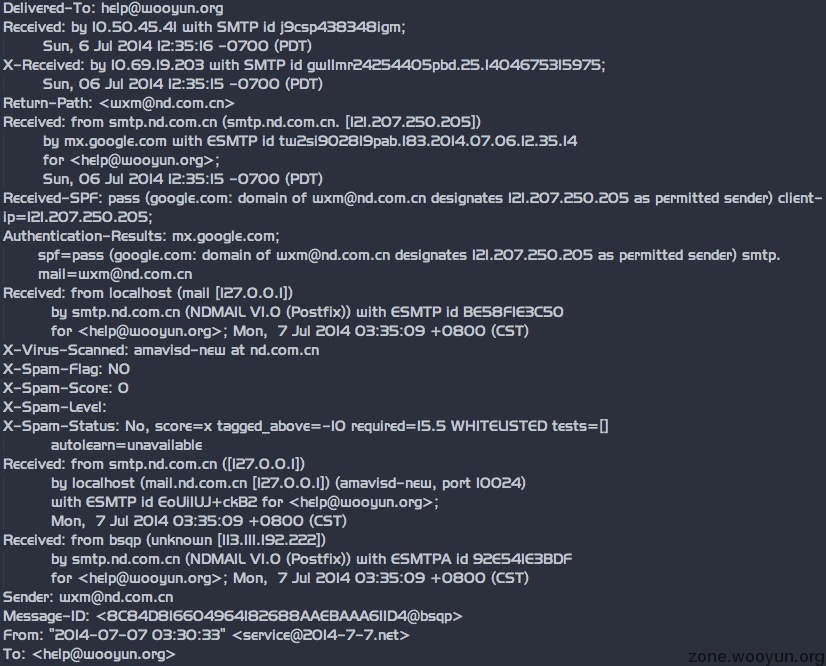 Delivered-To: help@wooyun.org
Received: by 10.50.45.41 with SMTP id j9csp438348igm;
Sun, 6 Jul 2014 12:35:16 -0700 (PDT)
X-Received: by 10.69.19.203 with SMTP id gw11mr24254405pbd.25.1404675315975;
Sun, 06 Jul 2014 12:35:15 -0700 (PDT)
Return-Path: <wxm@nd.com.cn>
Received: from smtp.nd.com.cn (smtp.nd.com.cn. [121.207.250.205])
by mx.google.com with ESMTP id tw2si902819pab.183.2014.07.06.12.35.14
for <help@wooyun.org>;
Sun, 06 Jul 2014 12:35:15 -0700 (PDT)
Received-SPF: pass (google.com: domain of wxm@nd.com.cn designates 121.207.250.205 as permitted sender) client-
ip=121.207.250.205;
Authentication-Results: mx.google.com;
spf=pass (google.com: domain of wxm@nd.com.cn designates 121.207.250.205 as permitted sender) smtp.
mail=wxm@nd.com.cn
Received: from localhost (mail [127.0.0.1])
by smtp.nd.com.cn (NDMAIL V1.0 (Postfix)) with ESMTP id BE58F1E3C50
for <help@wooyun.org>; Mon,  7 Jul 2014 03:35:09 +0800 (CST)
X-Virus-Scanned: amavisd-new at nd.com.cn
X-Spam-Flag: NO
X-Spam-Score: 0
X-Spam-Level:
X-Spam-Status: No, score=x tagged_above=-10 required=15.5 WHITELISTED tests=[]
autolearn=unavailable
Received: from smtp.nd.com.cn ([127.0.0.1])
by localhost (mail.nd.com.cn [127.0.0.1]) (amavisd-new, port 10024)
with ESMTP id EoUi1UJ+ckB2 for <help@wooyun.org>;
Mon,  7 Jul 2014 03:35:09 +0800 (CST)
Received: from bsqp (unknown [113.111.192.222])
by smtp.nd.com.cn (NDMAIL V1.0 (Postfix)) with ESMTPA id 92E541E3BDF
for <help@wooyun.org>; Mon,  7 Jul 2014 03:35:09 +0800 (CST)
Sender: wxm@nd.com.cn
Message-ID: <8C84D816604964182688AAEBAAA611D4@bsqp>
From: "2014-07-07 03:30:33" <service@2014-7-7.net>
To: <help@wooyun.org>
zone.wooyun.org